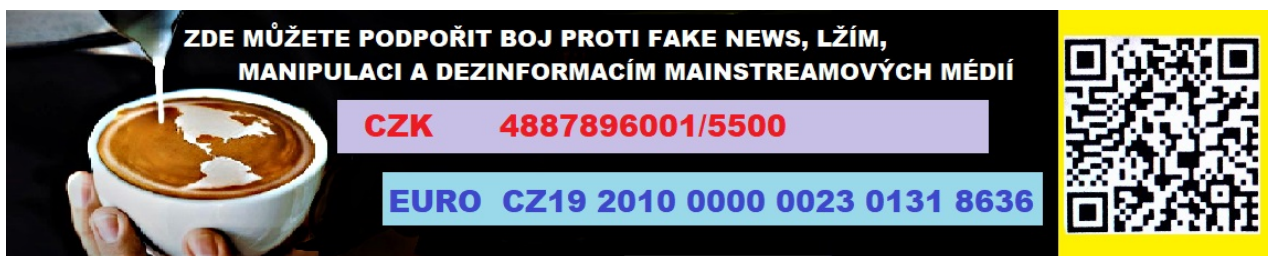 ZDE MŮŽETE PODPOŘIT BOJ PROTI FAKE NEWS, LŽÍM,
MANIPULACI A DEZINFORMACÍM MAINSTREAMOVÝCH MÉDIÍ
CZK 4887896001/5500
EURO CZ19 2010 0000 0023 0131 8636